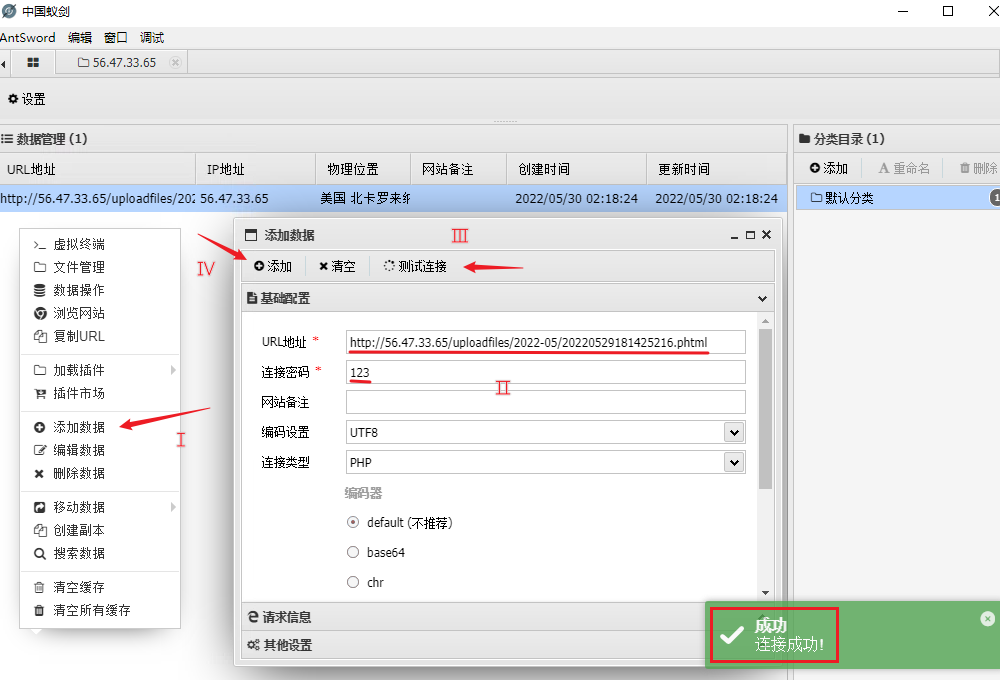 中国蚁剑
AntSword 编辑 窗口 调试
56.47.33.65
设置
数据管理 (1)
URL地址 IP地址 物理位置 网站备注 创建时间 更新时间
http://56.47.33.65/uploadfiles/202 56.47.33.65 美国 北卡罗来 2022/05/30 02:18:24 2022/05/30 02:18:24
分类目录 (1)
添加 重命名 删除
默认分类 1
虚拟终端
文件管理
数据操作
浏览网站
复制URL
加载插件
插件市场
添加数据
编辑数据
删除数据
移动数据
创建副本
搜索数据
清空缓存
清空所有缓存
I
添加数据
III
IV
添加 清空 测试连接
基础配置
URL地址 * http://56.47.33.65/uploadfiles/2022-05/20220529181425216.phtml
连接密码 * 123
II
网站备注
编码设置 UTF8
连接类型 PHP
编码器
default (不推荐)
base64
chr
请求信息
其他设置
成功
连接成功!